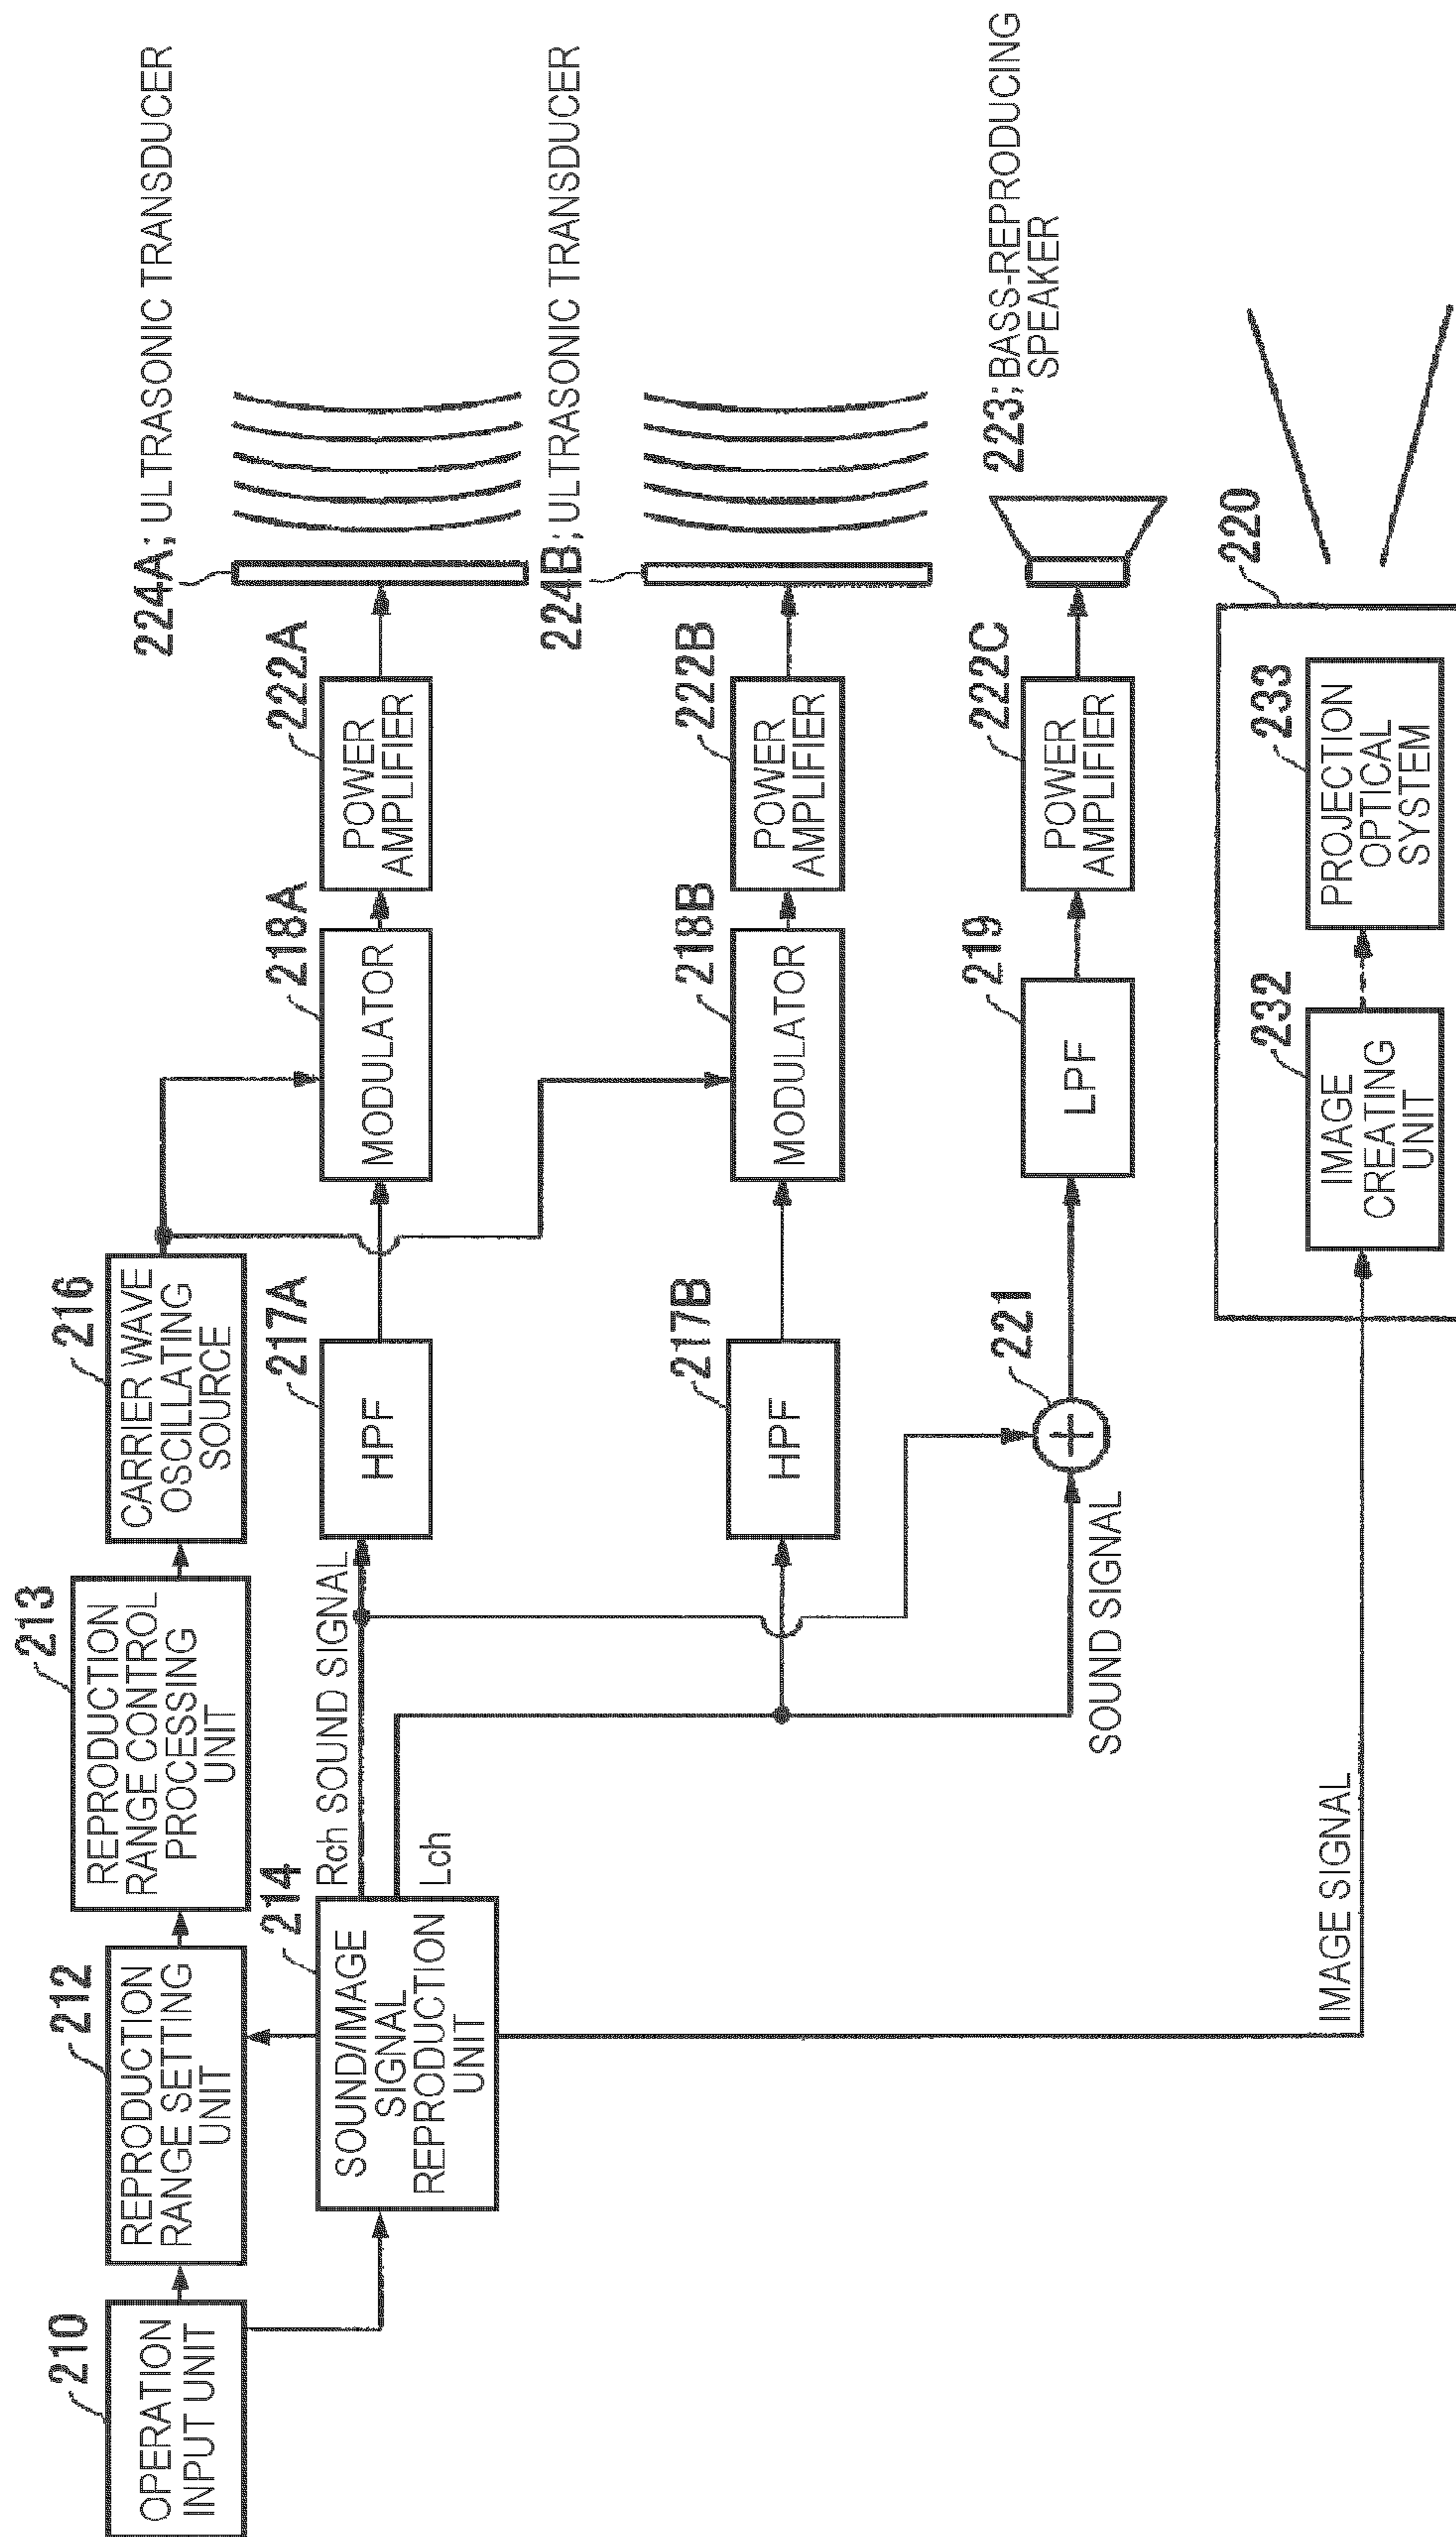 210
OPERATION
INPUT UNIT
212
REPRODUCTION
RANGE SETTING
UNIT
213
REPRODUCTION
RANGE CONTROL
PROCESSING
UNIT
216
CARRIER WAVE
OSCILLATING
SOURCE
214
SOUND/IMAGE
SIGNAL
REPRODUCTION
UNIT
Rch SOUND SIGNAL
Lch
217A
HPF
218A
MODULATOR
222A
POWER
AMPLIFIER
224A; ULTRASONIC TRANSDUCER
217B
HPF
218B
MODULATOR
222B
POWER
AMPLIFIER
224B; ULTRASONIC TRANSDUCER
SOUND SIGNAL
221
+
219
LPF
222C
POWER
AMPLIFIER
223; BASS-REPRODUCING
SPEAKER
IMAGE SIGNAL
220
232
IMAGE
CREATING
UNIT
233
PROJECTION
OPTICAL
SYSTEM